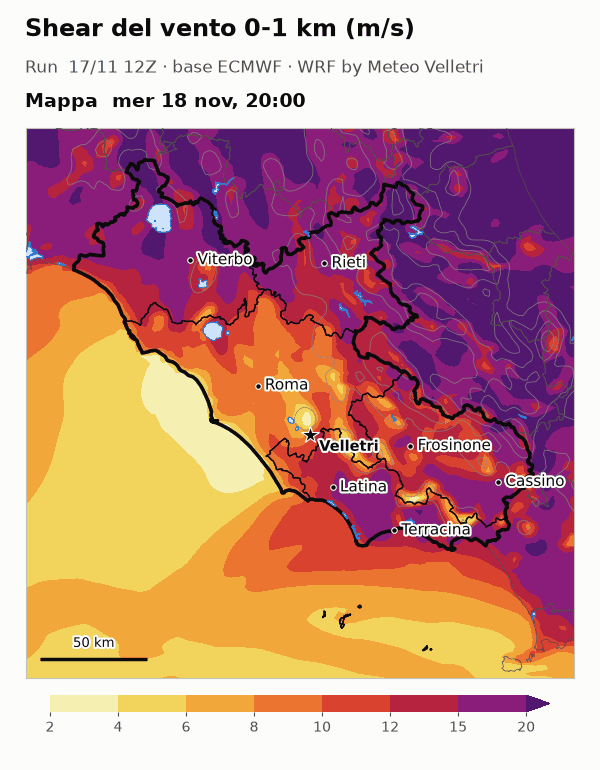 Shear del vento 0-1 km (m/s)
Run  17/11 12Z · base ECMWF · WRF by Meteo Velletri
Mappa  mer 18 nov, 20:00
Viterbo
Rieti
Roma
Velletri
Frosinone
Latina
Cassino
Terracina
50 km
2 4 6 8 10 12 15 20